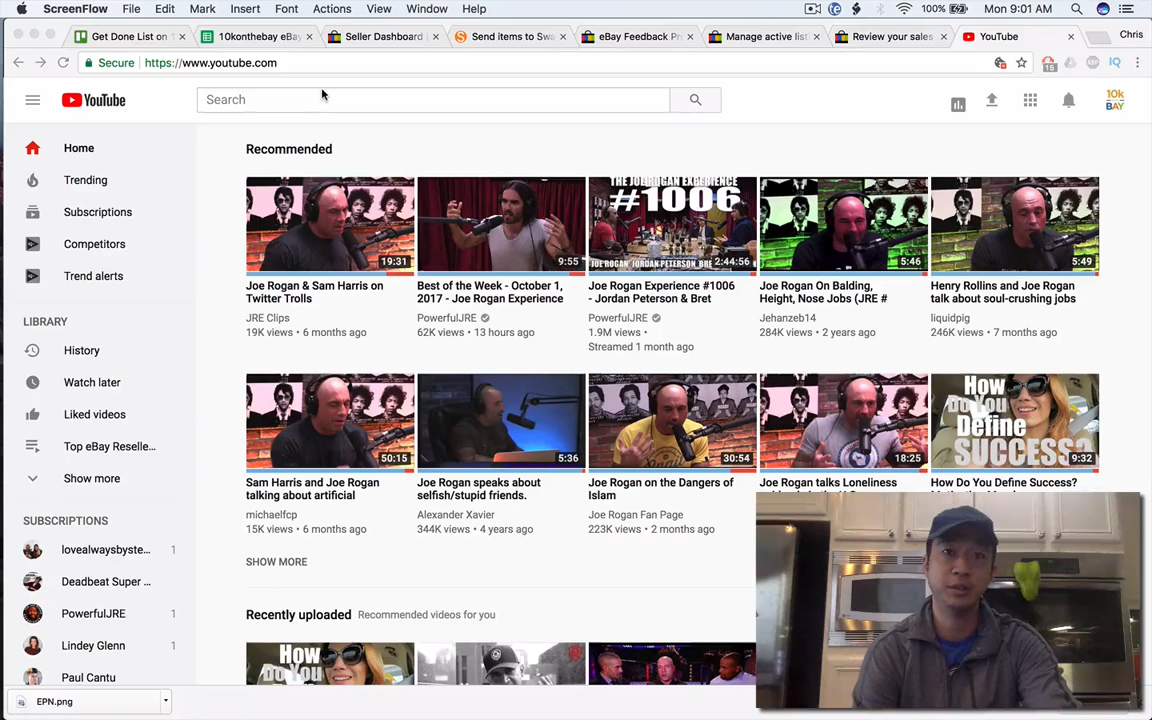 ScreenFlow File Edit Mark Insert Font Actions View Window Help 100% Mon 9:01 AM
Get Done List on T 10konthebay eBay Seller Dashboard Send items to Swa eBay Feedback Pro Manage active list Review your sales YouTube Chris
Secure https://www.youtube.com 15 ABP IQ
YouTube Search 10k BAY
Home
Trending
Subscriptions
Competitors
Trend alerts
LIBRARY
History
Watch later
Liked videos
Top eBay Reselle...
Show more
SUBSCRIPTIONS
lovealwaysbyste... 1
Deadbeat Super ...
PowerfulJRE 1
Lindey Glenn 1
Paul Cantu
Recommended
19:31
Joe Rogan & Sam Harris on
Twitter Trolls
JRE Clips
19K views • 6 months ago
9:55
Best of the Week - October 1,
2017 - Joe Rogan Experience
PowerfulJRE
62K views • 13 hours ago
THE JOE ROGAN EXPERIENCE
#1006
JOE ROGAN JORDAN PETERSON BRE
2:44:56
Joe Rogan Experience #1006
- Jordan Peterson & Bret
PowerfulJRE
1.9M views •
Streamed 1 month ago
5:46
Joe Rogan On Balding,
Height, Nose Jobs (JRE #
Jehanzeb14
284K views • 2 years ago
5:49
Henry Rollins and Joe Rogan
talk about soul-crushing jobs
liquidpig
246K views • 7 months ago
50:15
Sam Harris and Joe Rogan
talking about artificial
michaelfcp
15K views • 6 months ago
5:36
Joe Rogan speaks about
selfish/stupid friends.
Alexander Xavier
344K views • 4 years ago
30:54
Joe Rogan on the Dangers of
Islam
Joe Rogan Fan Page
223K views • 2 months ago
18:25
Joe Rogan talks Loneliness
How
Do You
Define
SUCCESS?
9:32
How Do You Define Success?
SHOW MORE
Recently uploaded Recommended videos for you
How
Do You
EPN.png